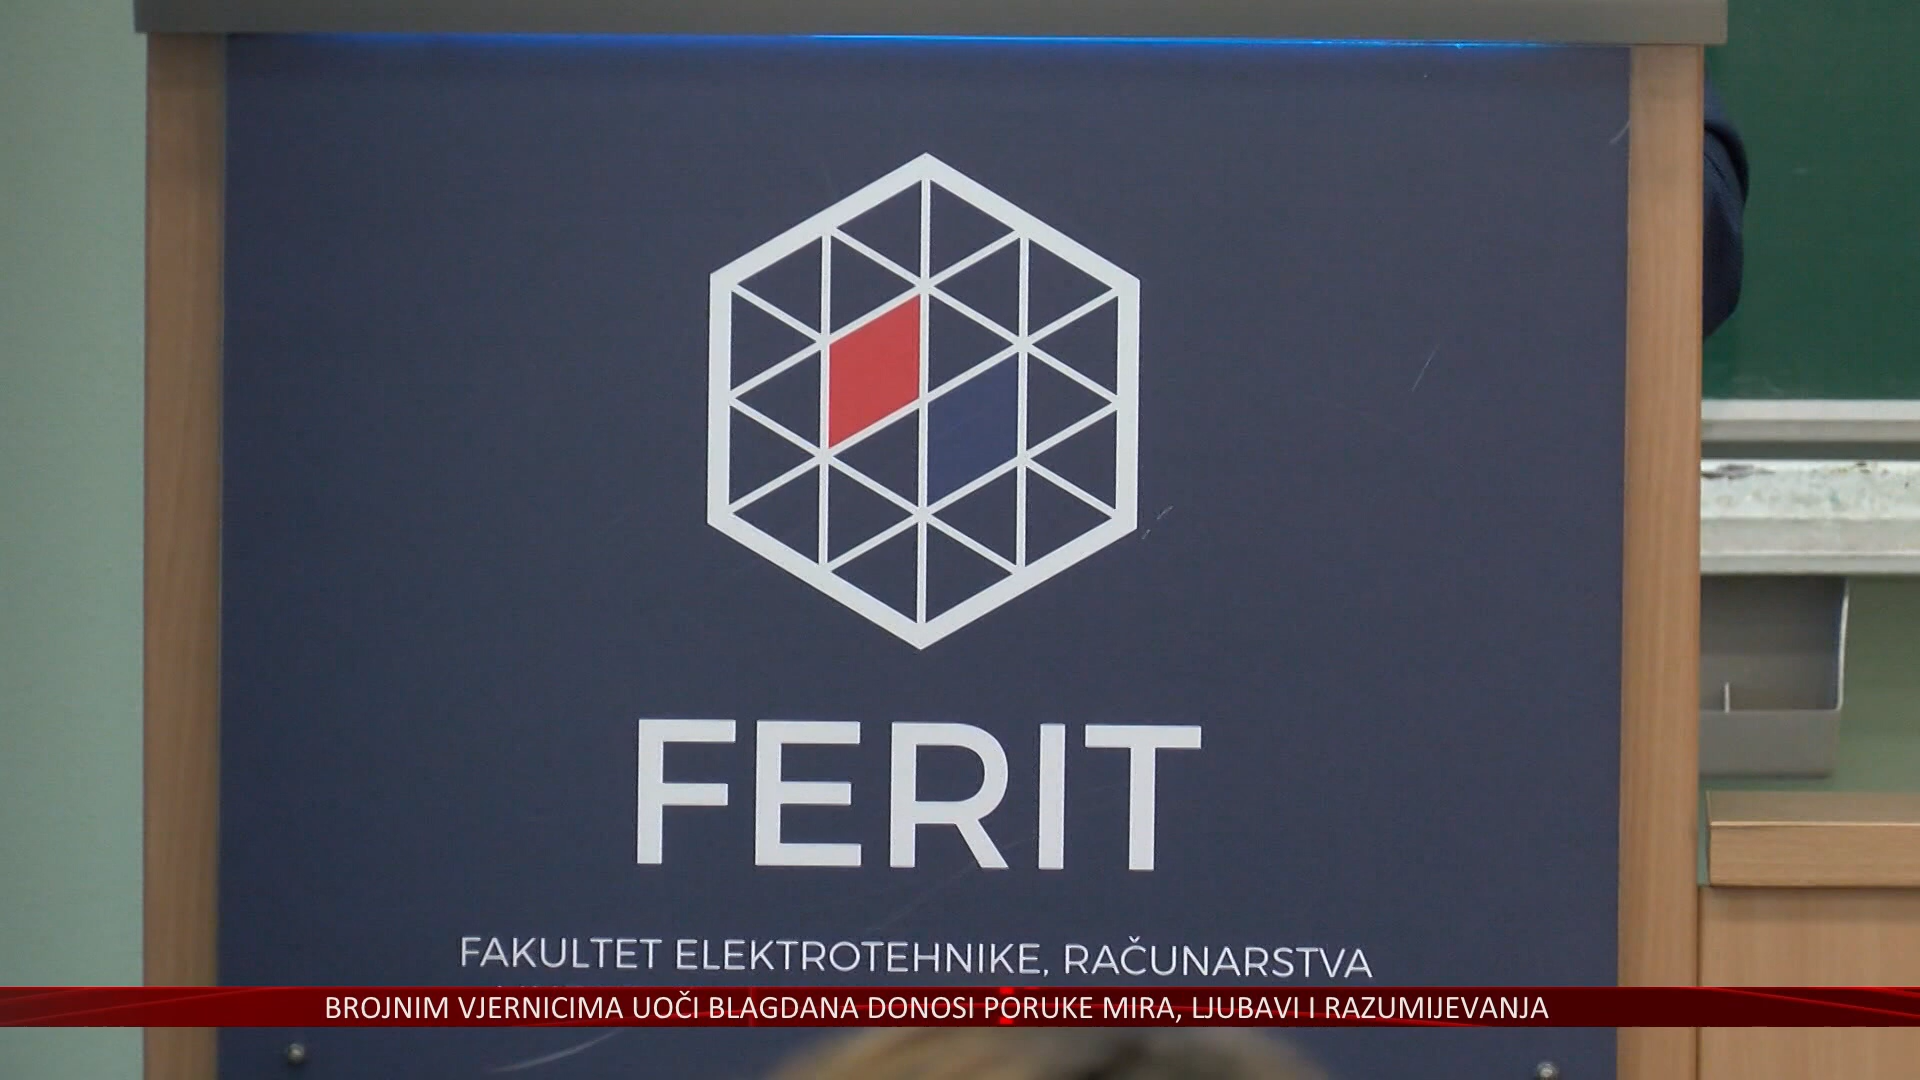 FERIT
FAKULTET ELEKTROTEHNIKE, RAČUNARSTVA
BROJNIM VJERNICIMA UOČI BLAGDANA DONOSI PORUKE MIRA, LJUBAVI I RAZUMIJEVANJA